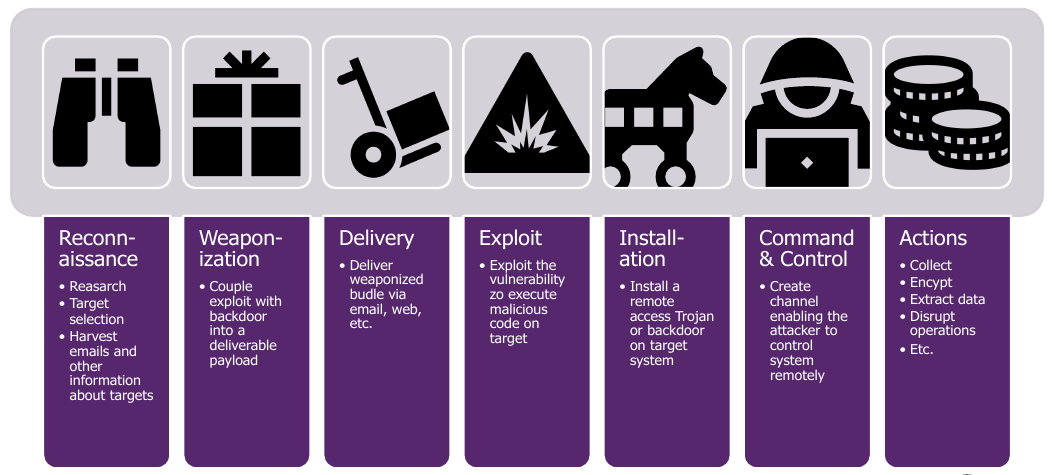 Reconn-
aissance
• Reasarch
• Target
selection
• Harvest
emails and
other
information
about targets
Weapon-
ization
• Couple
exploit with
backdoor
into a
deliverable
payload
Delivery
• Deliver
weaponized
budle via
email, web,
etc.
Exploit
• Exploit the
vulnerability
zo execute
malicious
code on
target
Install-
ation
• Install a
remote
access Trojan
or backdoor
on target
system
Command
& Control
• Create
channel
enabling the
attacker to
control
system
remotely
Actions
• Collect
• Encypt
• Extract data
• Disrupt
operations
• Etc.